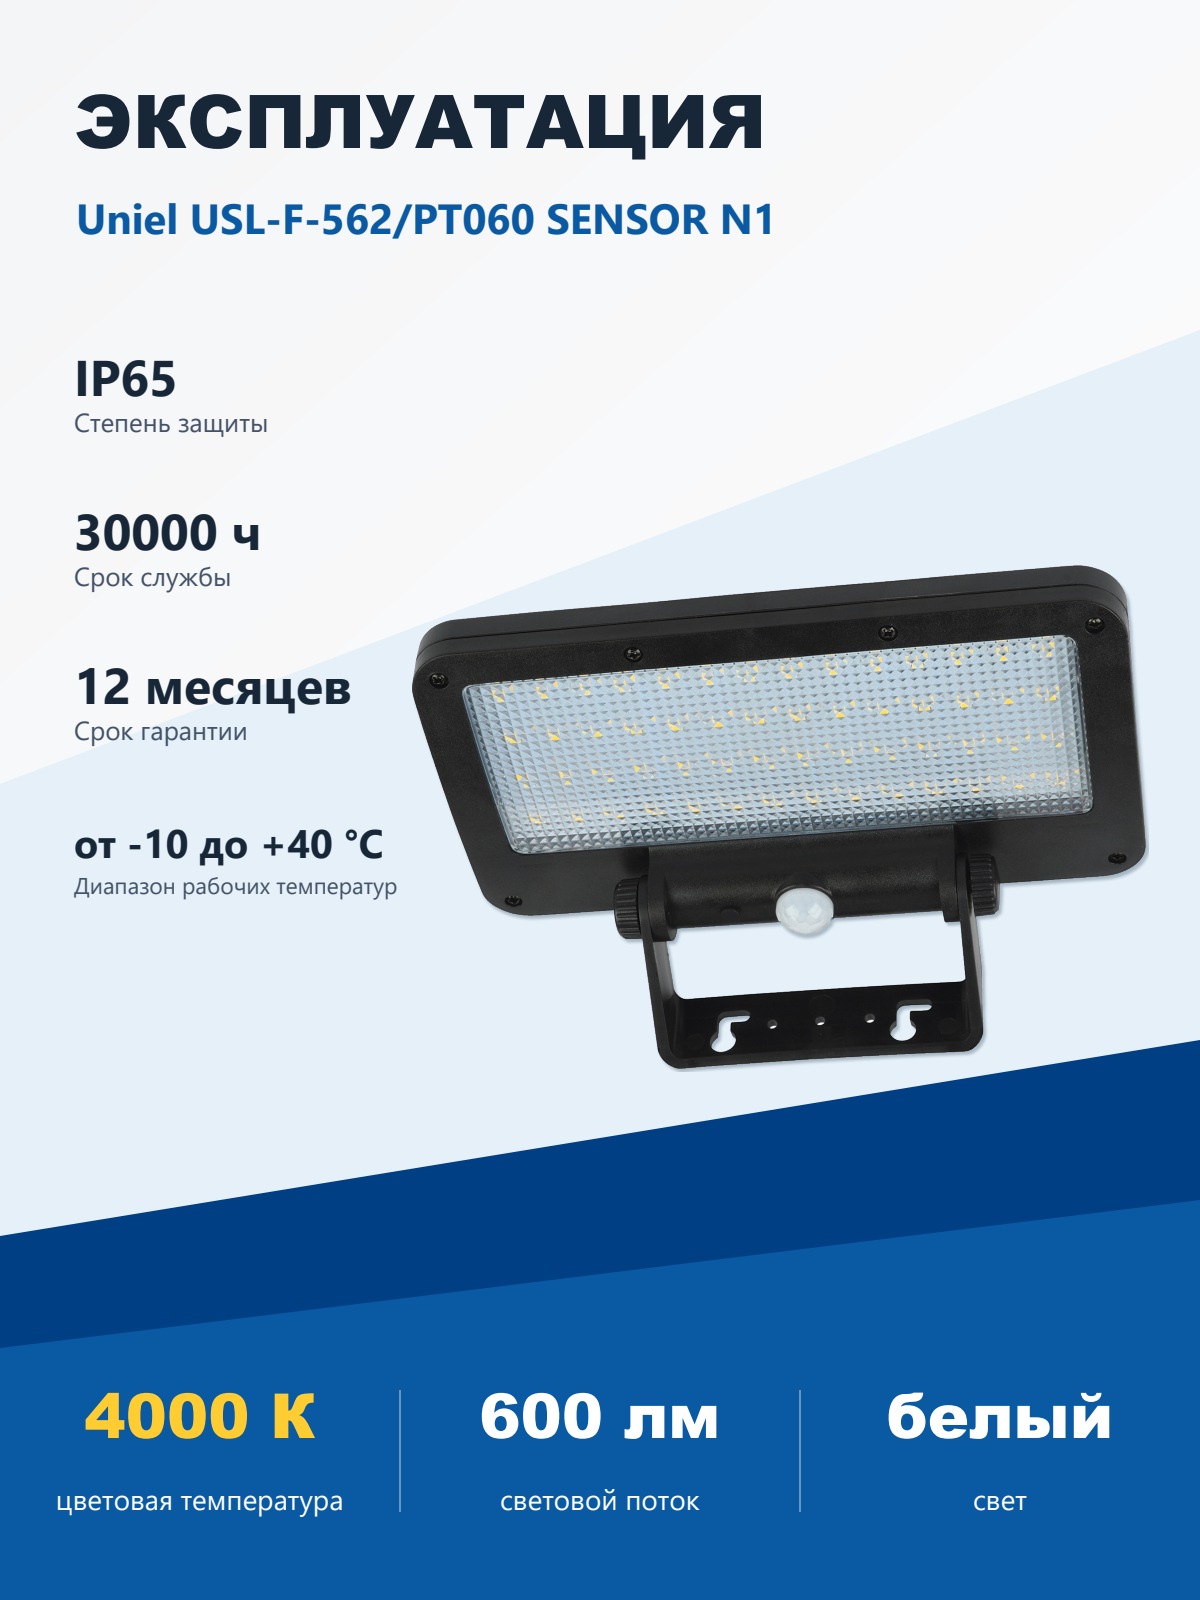 ЭКСПЛУАТАЦИЯ
Uniel USL-F-562/PT060 SENSOR N1
IP65
Степень защиты
30000 ч
Срок службы
12 месяцев
Срок гарантии
от -10 до +40 °C
Диапазон рабочих температур
4000 К
цветовая температура
600 лм
световой поток
белый
свет